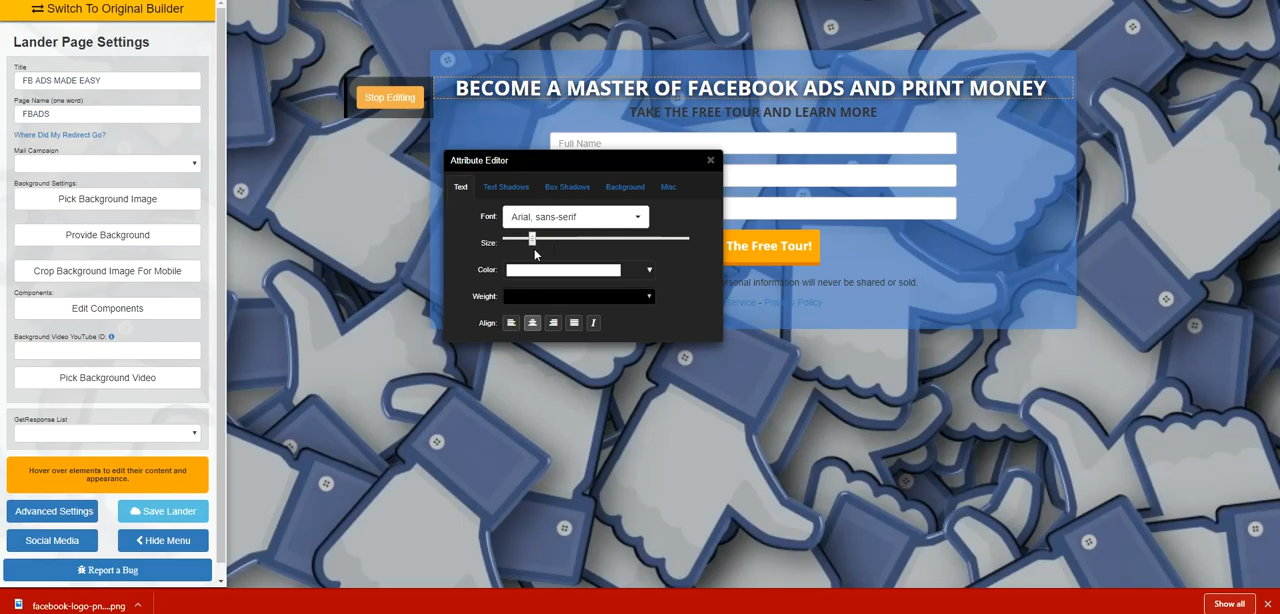 Switch To Original Builder
Lander Page Settings
Title
FB ADS MADE EASY
Page Name (one word)
FBADS
Where Did My Redirect Go?
Mail Campaign
Background Settings:
Pick Background Image
Provide Background
Crop Background Image For Mobile
Components:
Edit Components
Background Video YouTube ID:
Pick Background Video
GetResponse List
Hover over elements to edit their content and
appearance.
Advanced Settings
Save Lander
Social Media
Hide Menu
Report a Bug
Stop Editing
BECOME A MASTER OF FACEBOOK ADS AND PRINT MONEY
TAKE THE FREE TOUR AND LEARN MORE
Full Name
Attribute Editor
Text
Text Shadows
Box Shadows
Background
Misc
Font:
Arial, sans-serif
Size:
Color:
Weight:
Align:
The Free Tour!
information will never be shared or sold.
Service - Privacy Policy
facebook-logo-pn....png
Show all